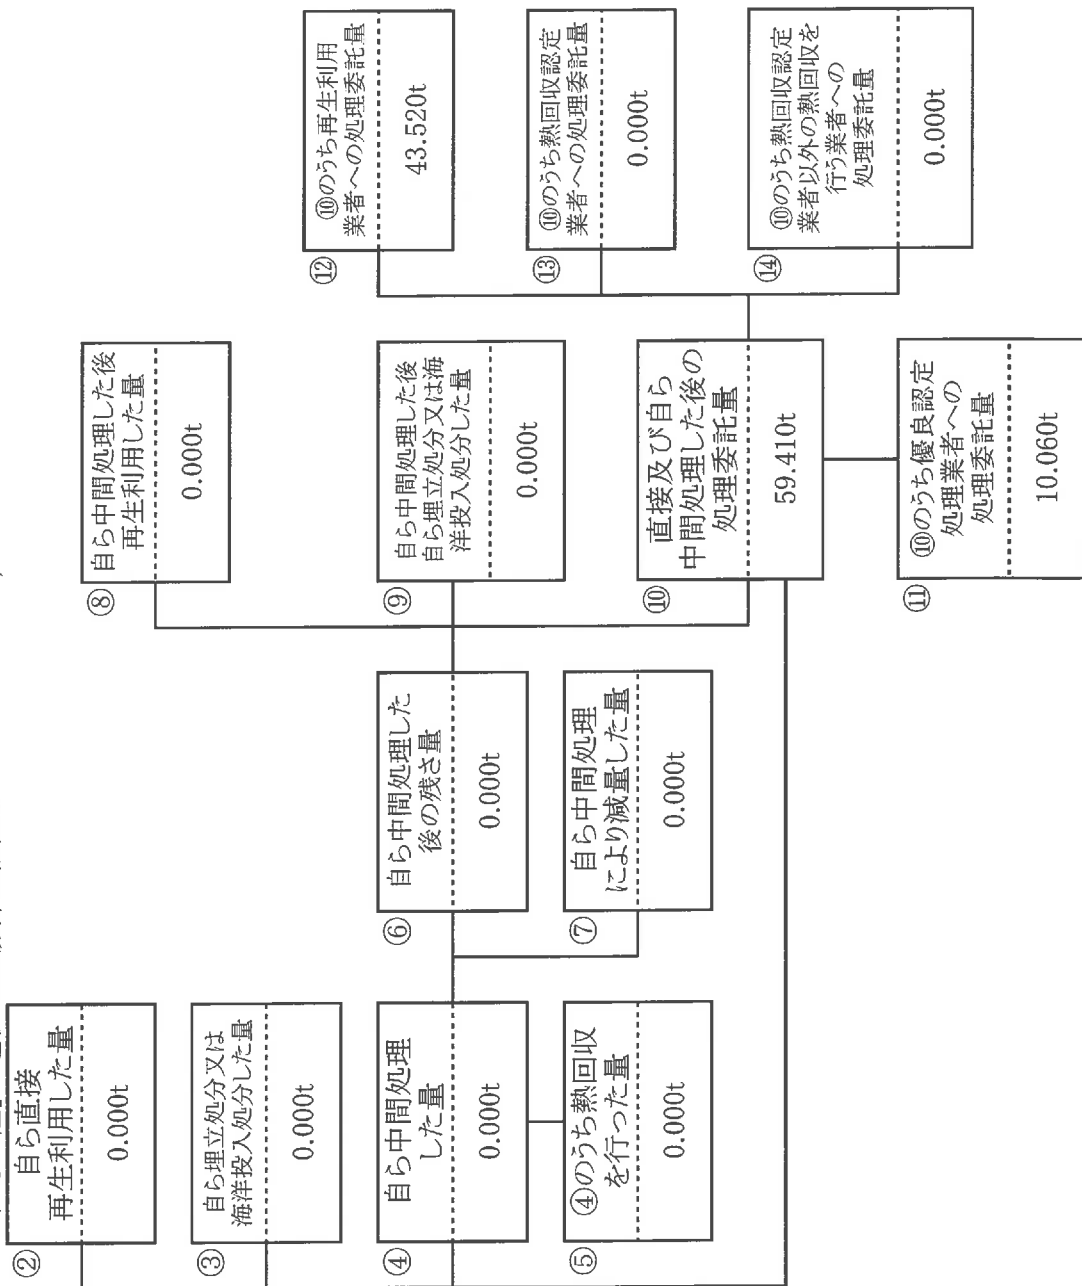 ②
自ら直接
再生利用した量
0.000t
③
自ら埋立処分又は
海洋投入処分した量
0.000t
④
自ら中間処理
した量
0.000t
⑤
④のうち熱回収
を行った量
0.000t
⑥
自ら中間処理した
後の残さ量
0.000t
⑦
自ら中間処理
により減量した量
0.000t
⑧
自ら中間処理した後
再生利用した量
0.000t
⑨
自ら中間処理した後
自ら埋立処分又は海
洋投入処分した量
0.000t
⑩
直接及び自ら
中間処理した後の
処理委託量
59.410t
⑪
⑩のうち優良認定
処理業者への
処理委託量
10.060t
⑫
⑩のうち再生利用
業者への処理委託量
43.520t
⑬
⑩のうち熱回収認定
業者への処理委託量
0.000t
⑭
⑩のうち熱回収認定
業者以外の熱回収を
行う業者への
処理委託量
0.000t